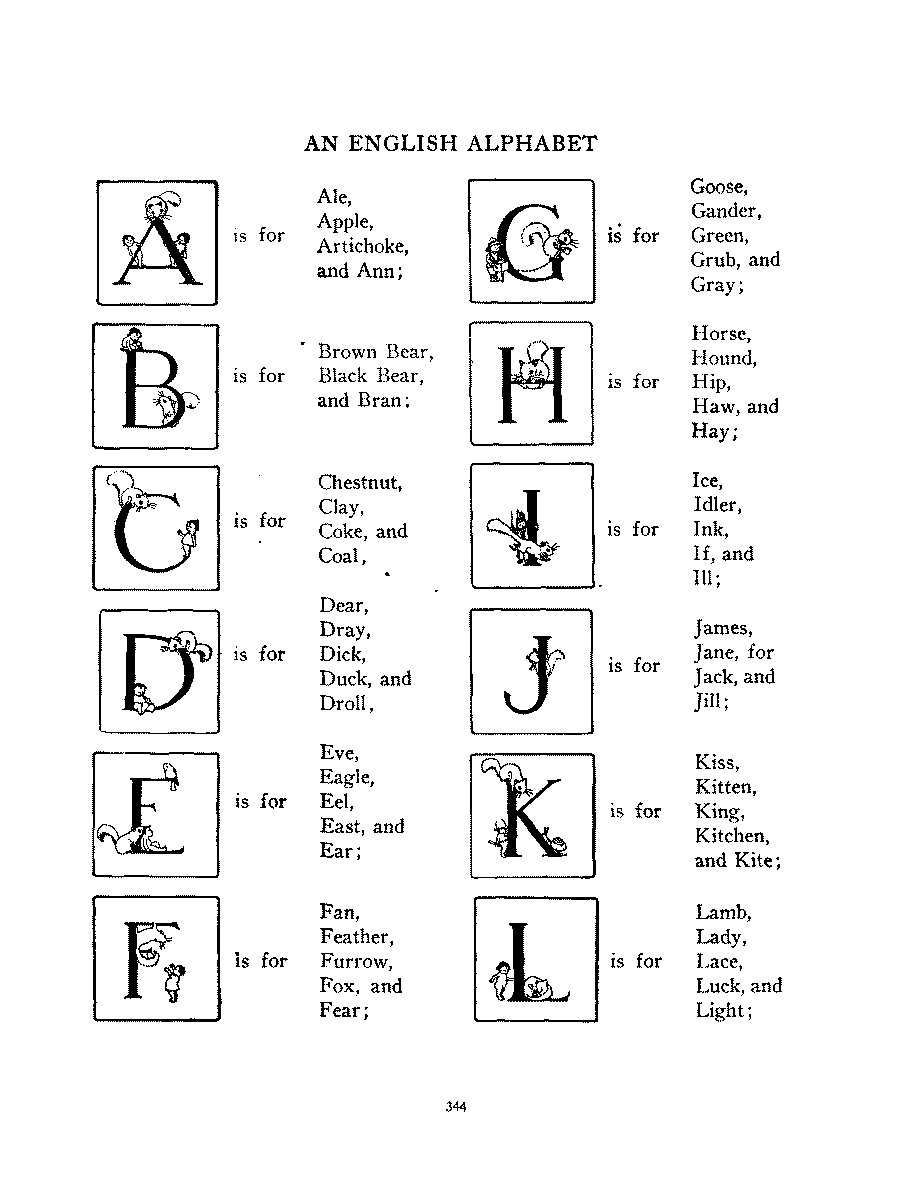 AN ENGLISH ALPHABET
A is for
Ale,
Apple,
Artichoke,
and Ann;
B is for
Brown Bear,
Black Bear,
and Bran;
C is for
Chestnut,
Clay,
Coke, and
Coal,
D is for
Dear,
Dray,
Dick,
Duck, and
Droll,
E is for
Eve,
Eagle,
Eel,
East, and
Ear;
F is for
Fan,
Feather,
Furrow,
Fox, and
Fear;
G is for
Goose,
Gander,
Green,
Grub, and
Gray;
H is for
Horse,
Hound,
Hip,
Haw, and
Hay;
I is for
Ice,
Idler,
Ink,
If, and
Ill;
J is for
James,
Jane, for
Jack, and
Jill;
K is for
Kiss,
Kitten,
King,
Kitchen,
and Kite;
L is for
Lamb,
Lady,
Lace,
Luck, and
Light;
344